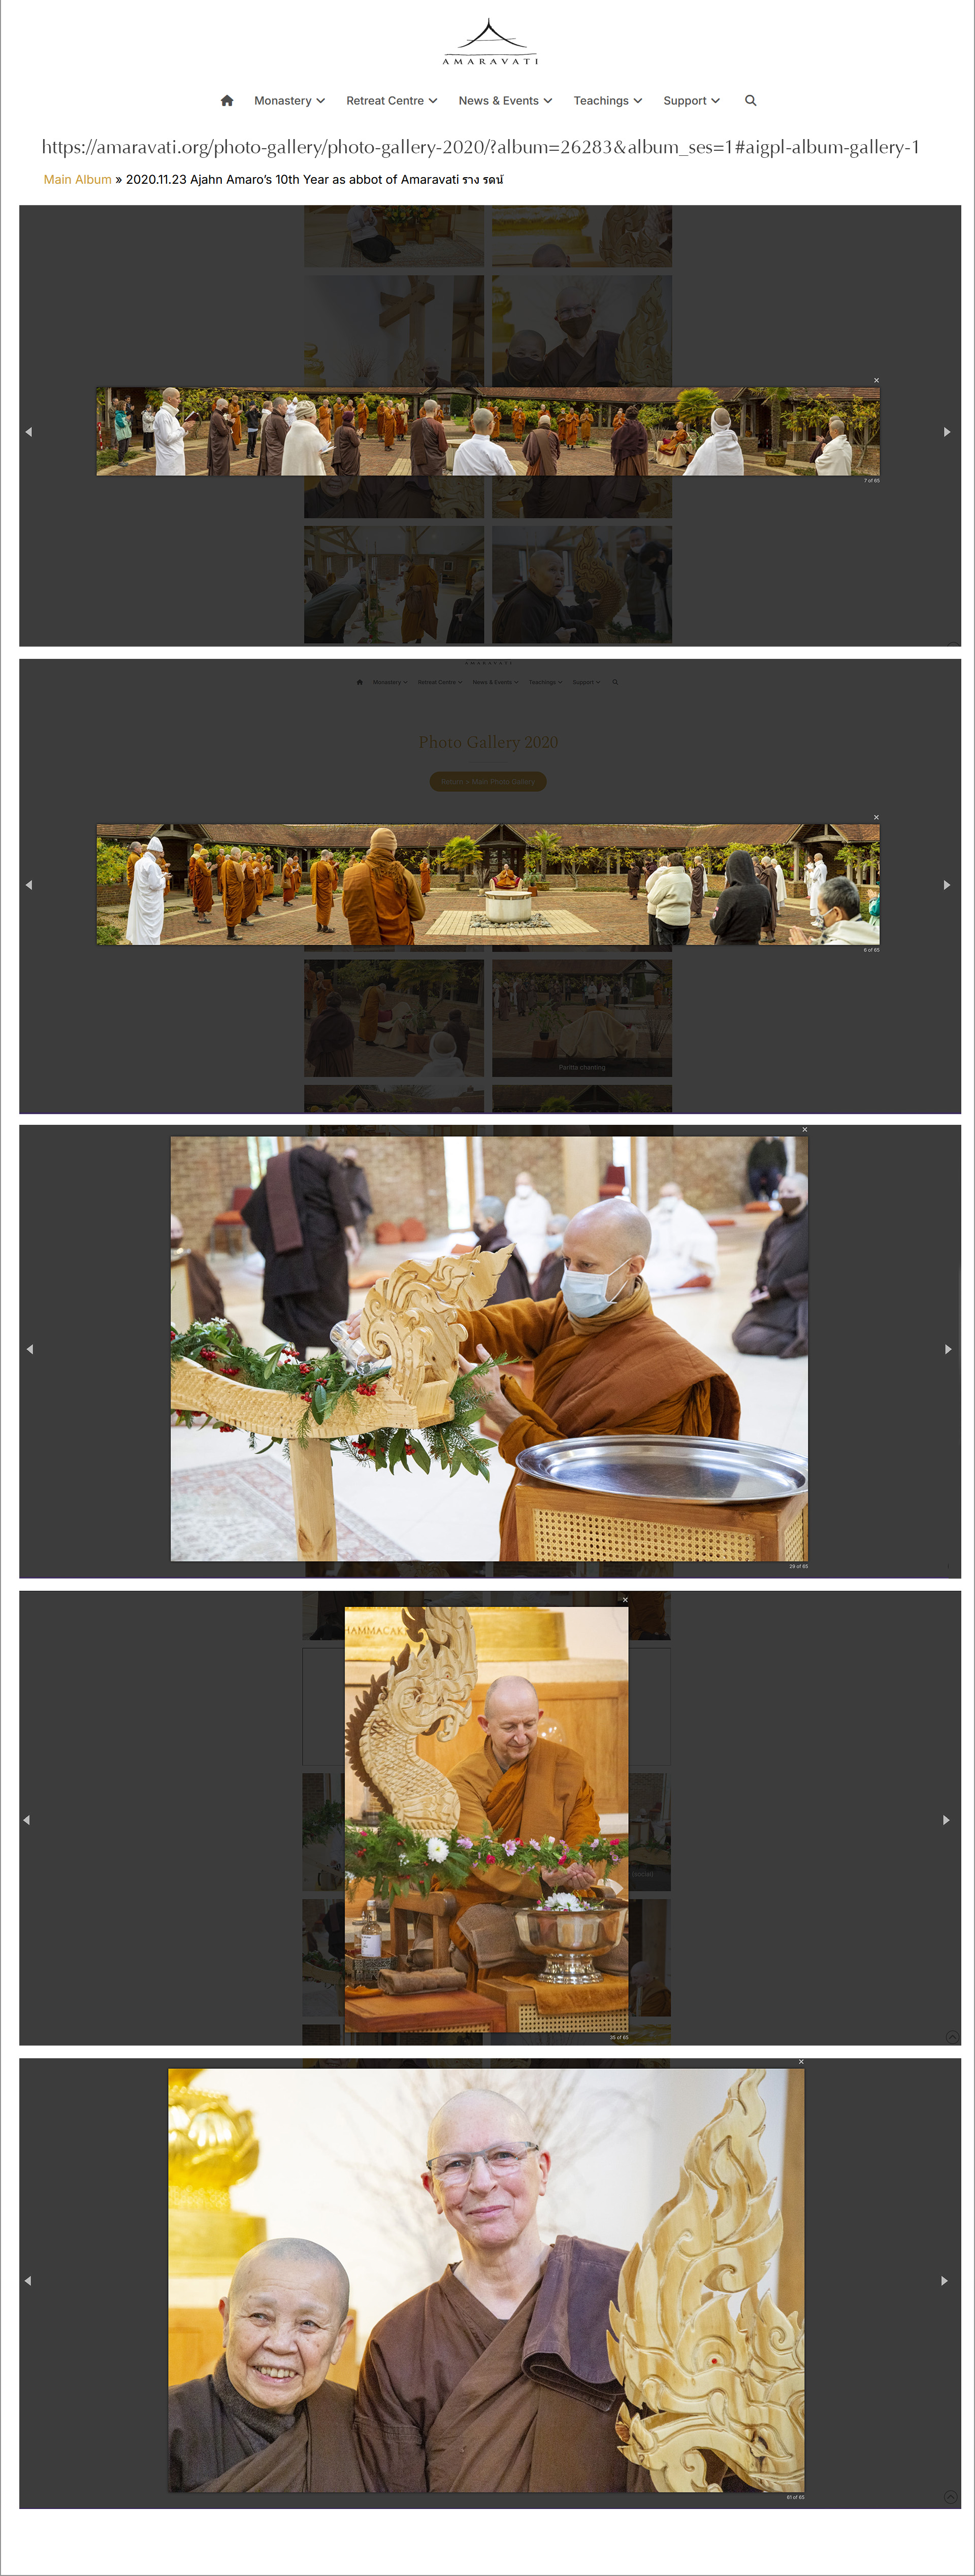 AMARAVATI
Monastery Retreat Centre News & Events Teachings Support
https://amaravati.org/photo-gallery/photo-gallery-2020/?album=26283&album_ses=1#aigpl-album-gallery-1
Main Album » 2020.11.23 Ajahn Amaro’s 10th Year as abbot of Amaravati ราง รดน้ํ
7 of 65
AMARAVATI
Monastery Retreat Centre News & Events Teachings Support
Photo Gallery 2020
Return > Main Photo Gallery
6 of 65
Paritta chanting
29 of 65
HAMMACAK
35 of 65
61 of 65